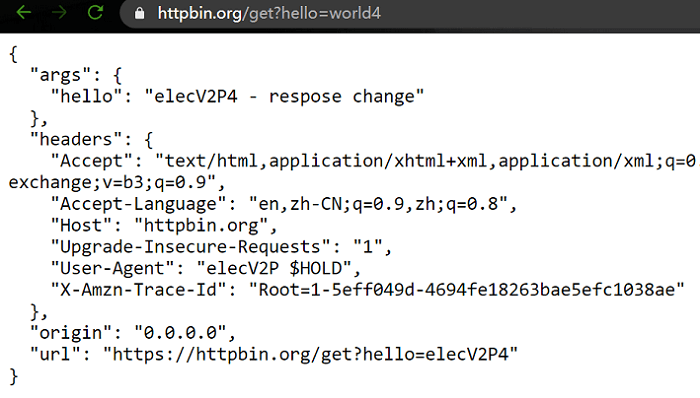 httpbin.org/get?hello=world4
{
  "args": {
    "hello": "elecV2P4 - respose change"
  },
  "headers": {
    "Accept": "text/html,application/xhtml+xml,application/xml;q=0
exchange;v=b3;q=0.9",
    "Accept-Language": "en,zh-CN;q=0.9,zh;q=0.8",
    "Host": "httpbin.org",
    "Upgrade-Insecure-Requests": "1",
    "User-Agent": "elecV2P $HOLD",
    "X-Amzn-Trace-Id": "Root=1-5eff049d-4694fe18263bae5efc1038ae"
  },
  "origin": "0.0.0.0",
  "url": "https://httpbin.org/get?hello=elecV2P4"
}